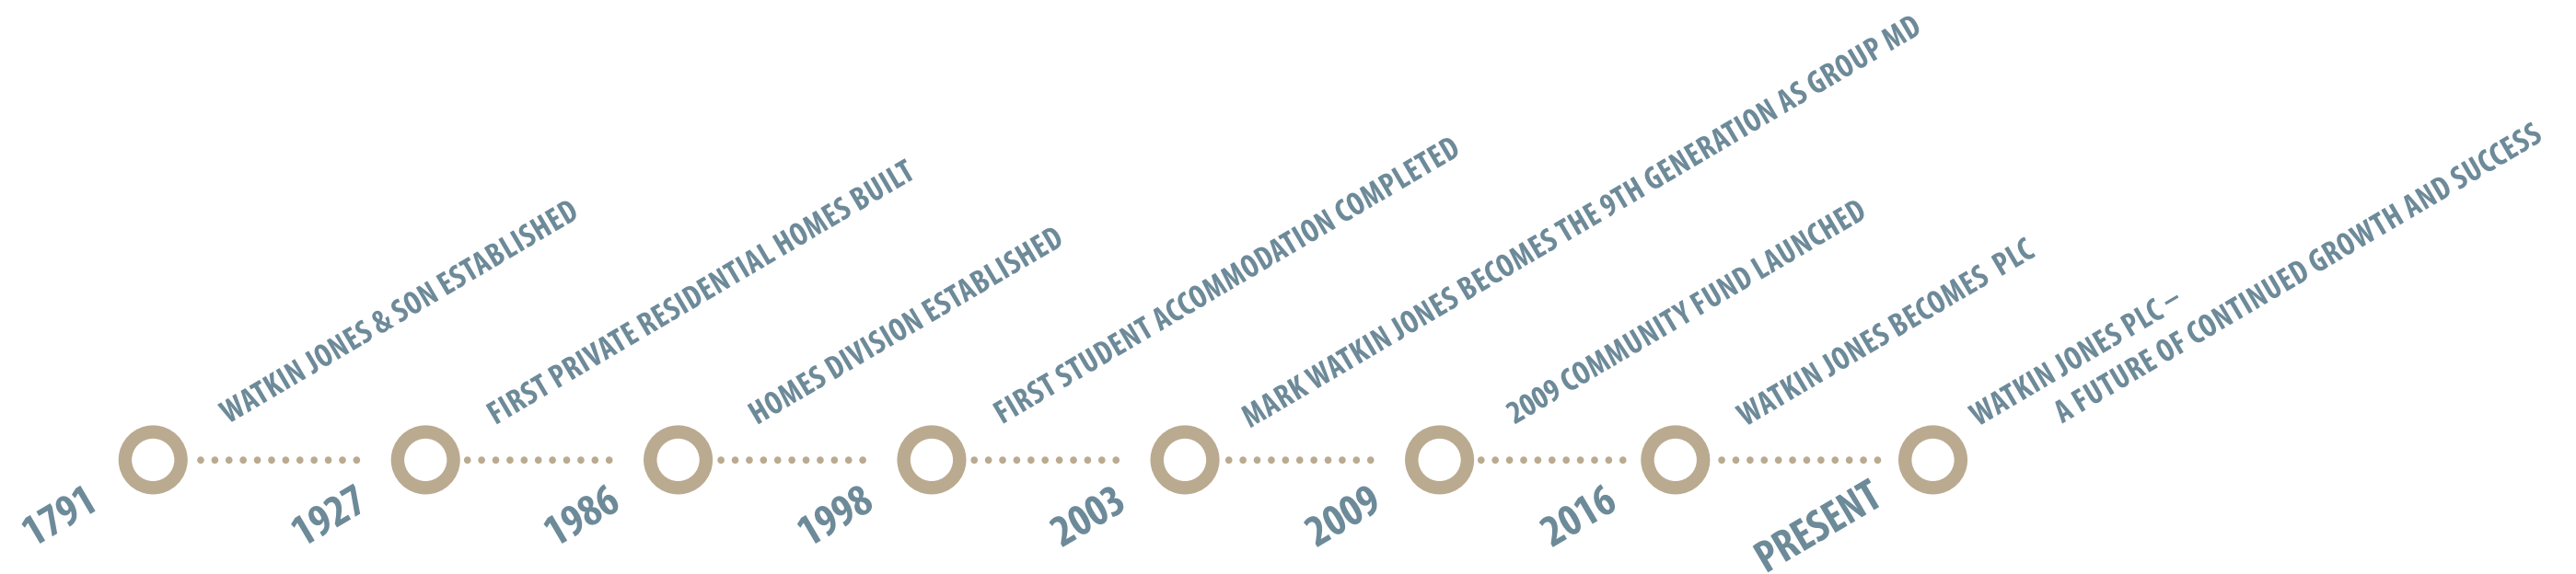 1791
WATKIN JONES & SON ESTABLISHED
1927
FIRST PRIVATE RESIDENTIAL HOMES BUILT
1986
HOMES DIVISION ESTABLISHED
1998
FIRST STUDENT ACCOMMODATION COMPLETED
2003
MARK WATKIN JONES BECOMES THE 9TH GENERATION AS GROUP MD
2009
2009 COMMUNITY FUND LAUNCHED
2016
WATKIN JONES BECOMES PLC
PRESENT
WATKIN JONES PLC –
A FUTURE OF CONTINUED GROWTH AND SUCCESS